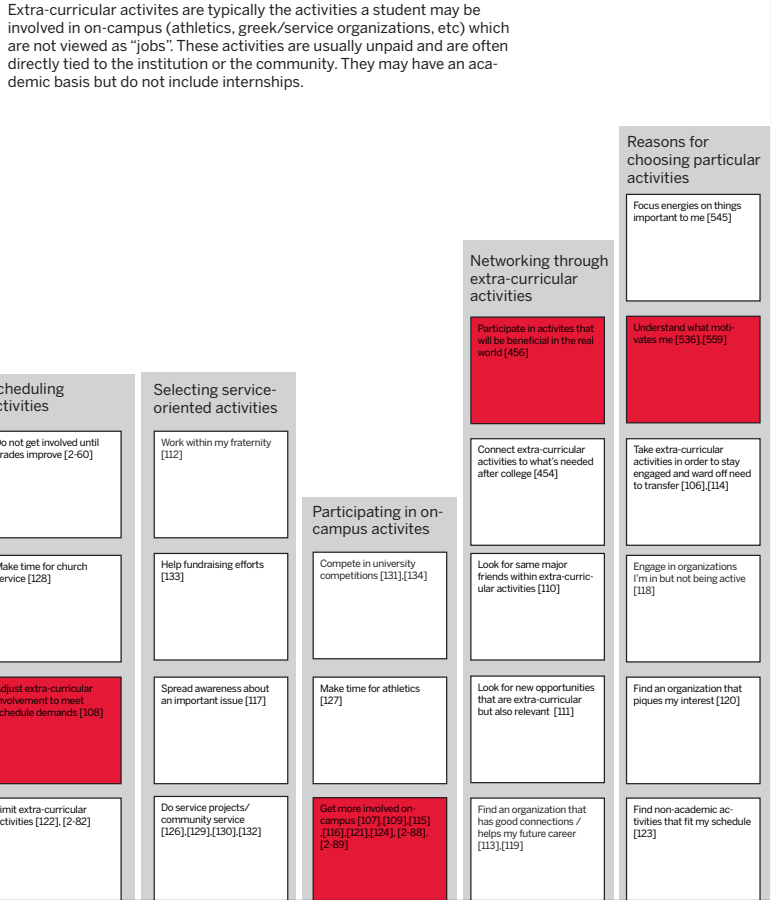 Extra-curricular activites are typically the activities a student may be
involved in on-campus (athletics, greek/service organizations, etc) which
are not viewed as “jobs”. These activities are usually unpaid and are often
directly tied to the institution or the community. They may have an aca-
demic basis but do not include internships.
cheduling
ctivities
o not get involved until
rades improve [2-60]
Make time for church
ervice [128]
djust extra-curricular
nvolvement to meet
chedule demands [108]
imit extra-curricular
ctivities [122], [2-82]
Selecting service-
oriented activities
Work within my fraternity
[112]
Help fundraising efforts
[133]
Spread awareness about
an important issue [117]
Do service projects/
community service
[126],[129],[130],[132]
Participating in on-
campus activites
Compete in university
competitions [131],[134]
Make time for athletics
[127]
Get more involved on-
campus [107],[109],[115]
,[116],[121],[124], [2-88],
[2-89]
Networking through
extra-curricular
activities
Participate in activites that
will be beneficial in the real
world [456]
Connect extra-curricular
activities to what’s needed
after college [454]
Look for same major
friends within extra-curric-
ular activities [110]
Look for new opportunities
that are extra-curricular
but also relevant [111]
Find an organization that
has good connections /
helps my future career
[113],[119]
Reasons for
choosing particular
activities
Focus energies on things
important to me [545]
Understand what moti-
vates me [536],[559]
Take extra-curricular
activities in order to stay
engaged and ward off need
to transfer [106],[114]
Engage in organizations
I’m in but not being active
[118]
Find an organization that
piques my interest [120]
Find non-academic ac-
tivities that fit my schedule
[123]